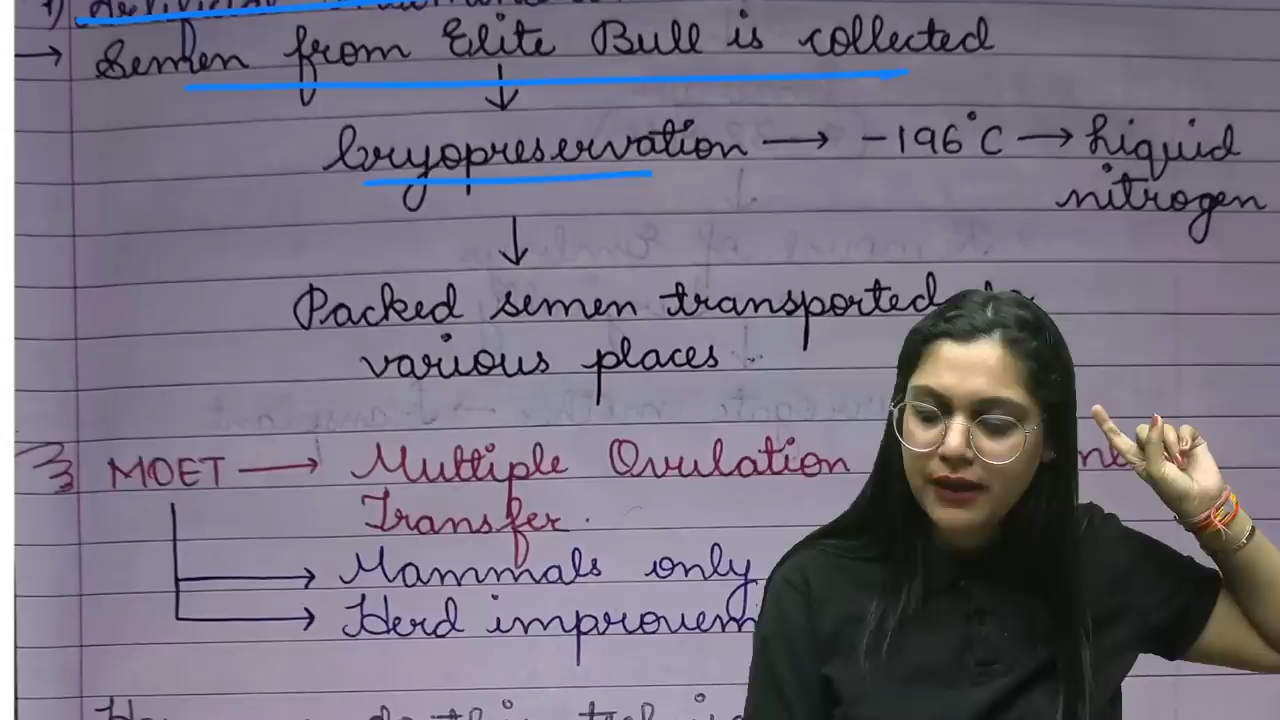 1)
→ Semen from Elite Bull is collected
↓
Cryopreservation → -196°C → Liquid nitrogen
↓
Packed semen transported
various places
MOET → Multiple Ovulation
Transfer.
→ Mammals only
→ Herd improvem